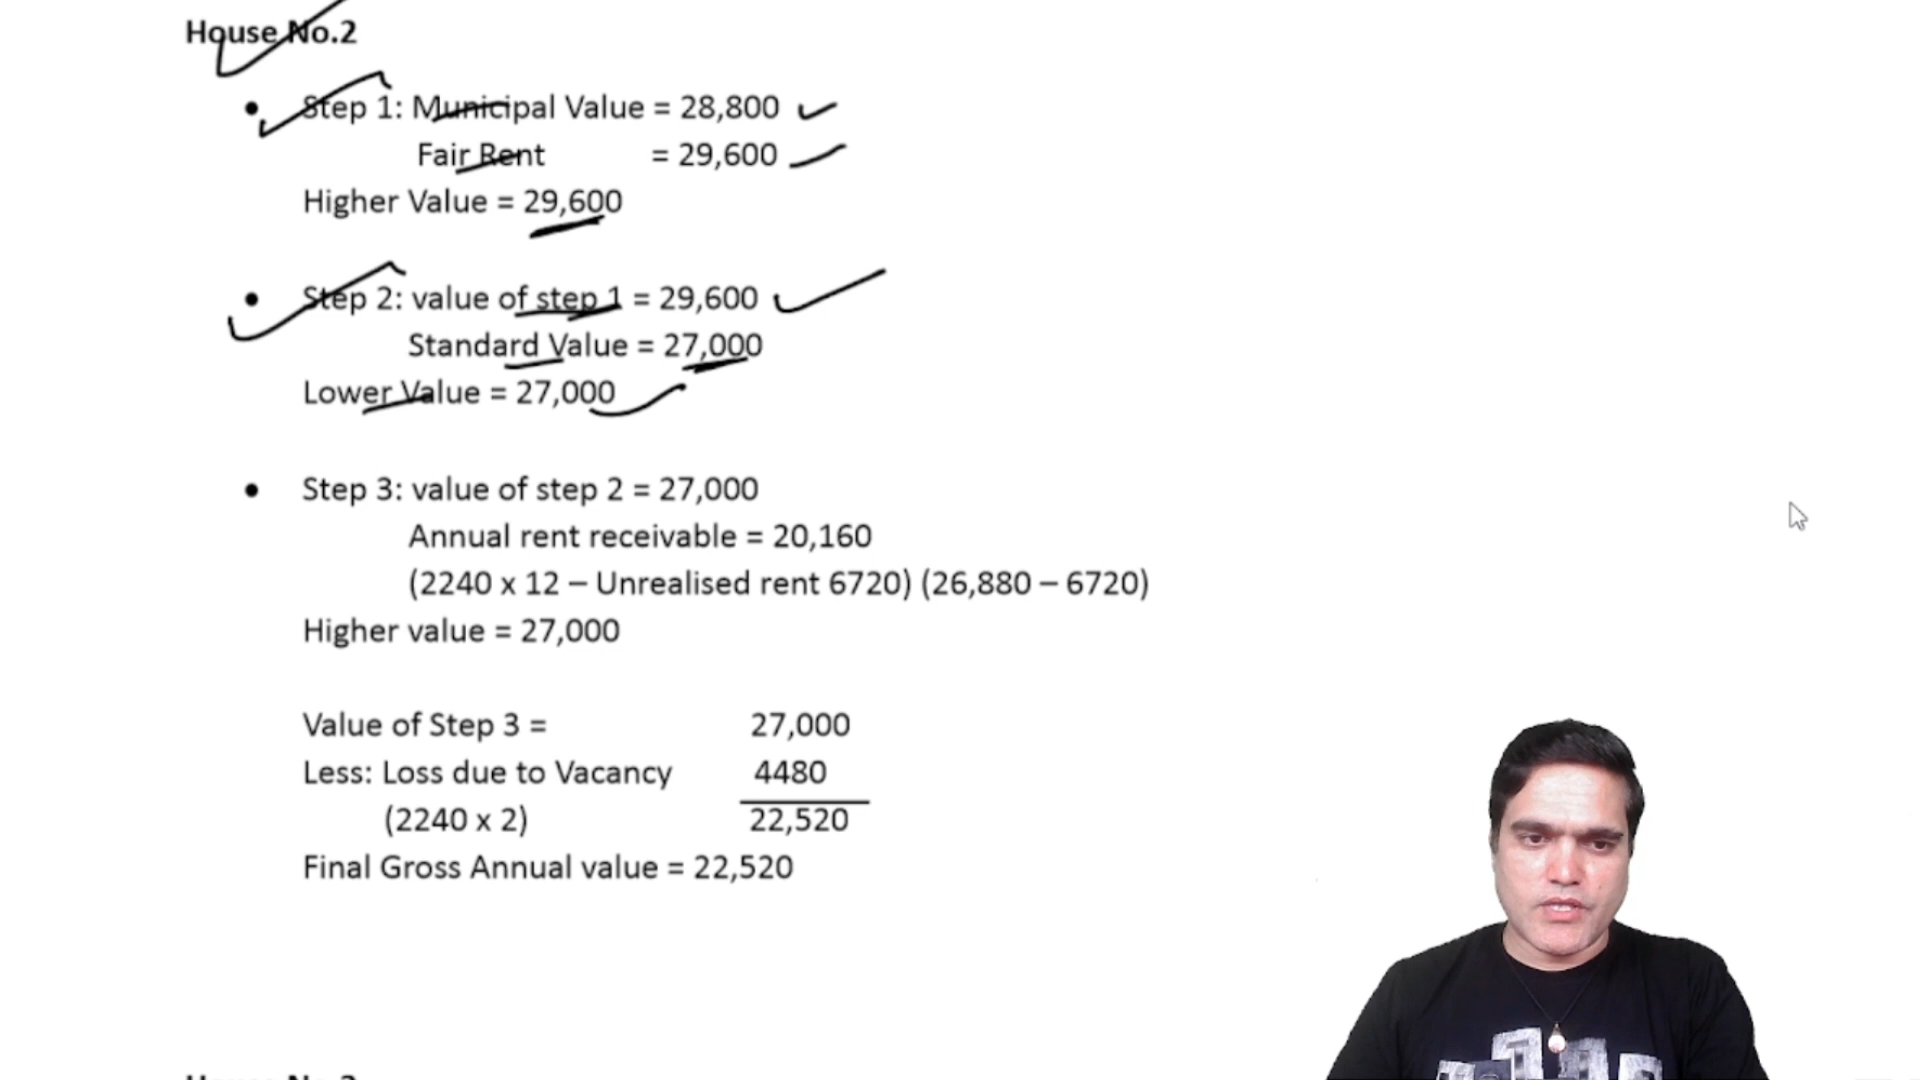 House No.2
• Step 1: Municipal Value = 28,800
Fair Rent = 29,600
Higher Value = 29,600
• Step 2: value of step 1 = 29,600
Standard Value = 27,000
Lower Value = 27,000
• Step 3: value of step 2 = 27,000
Annual rent receivable = 20,160
(2240 x 12 – Unrealised rent 6720) (26,880 – 6720)
Higher value = 27,000
Value of Step 3 = 27,000
Less: Loss due to Vacancy 4480
(2240 x 2) 22,520
Final Gross Annual value = 22,520